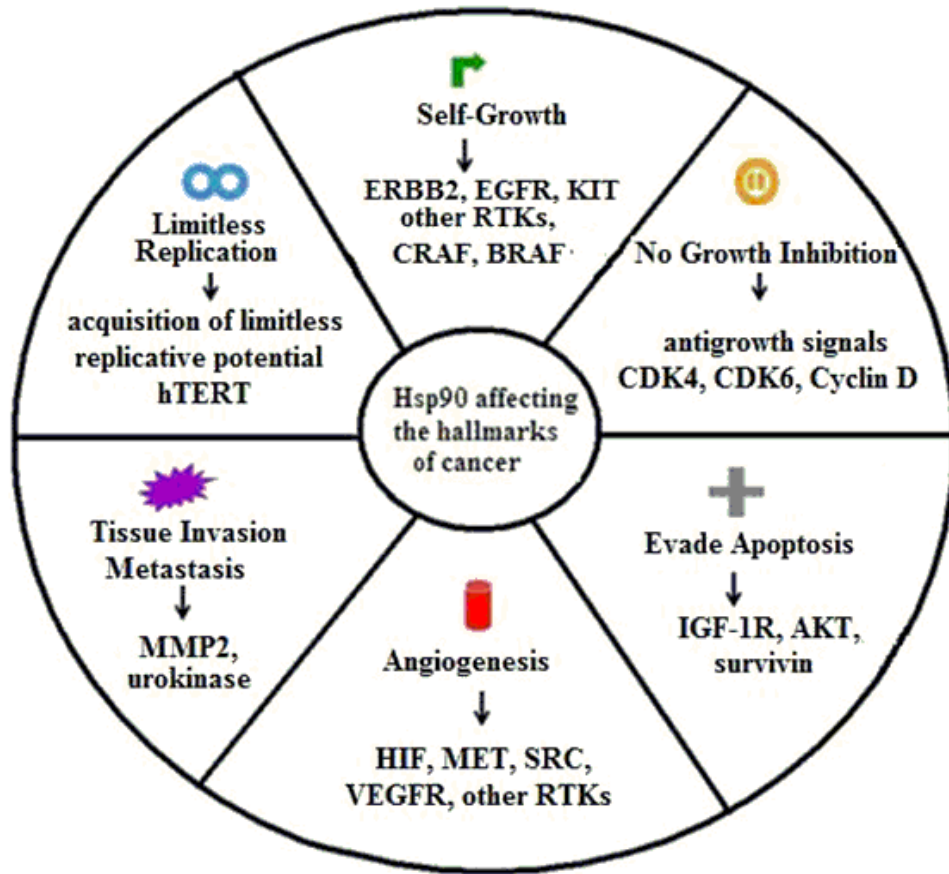 Self-Growth
ERBB2, EGFR, KIT
other RTKs,
CRAF, BRAF
No Growth Inhibition
antigrowth signals
CDK4, CDK6, Cyclin D
Evade Apoptosis
IGF-1R, AKT,
survivin
Angiogenesis
HIF, MET, SRC,
VEGFR, other RTKs
Tissue Invasion
Metastasis
MMP2,
urokinase
Limitless
Replication
acquisition of limitless
replicative potential
hTERT
Hsp90 affecting
the hallmarks
of cancer